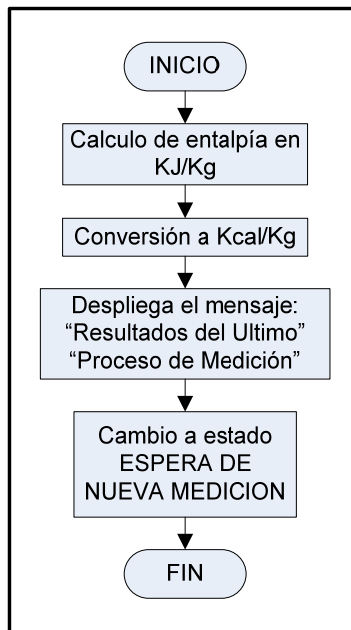 INICIO
Calculo de entalpía en
KJ/Kg
Conversión a Kcal/Kg
Despliega el mensaje:
“Resultados del Ultimo”
“Proceso de Medición”
Cambio a estado
ESPERA DE
NUEVA MEDICION
FIN